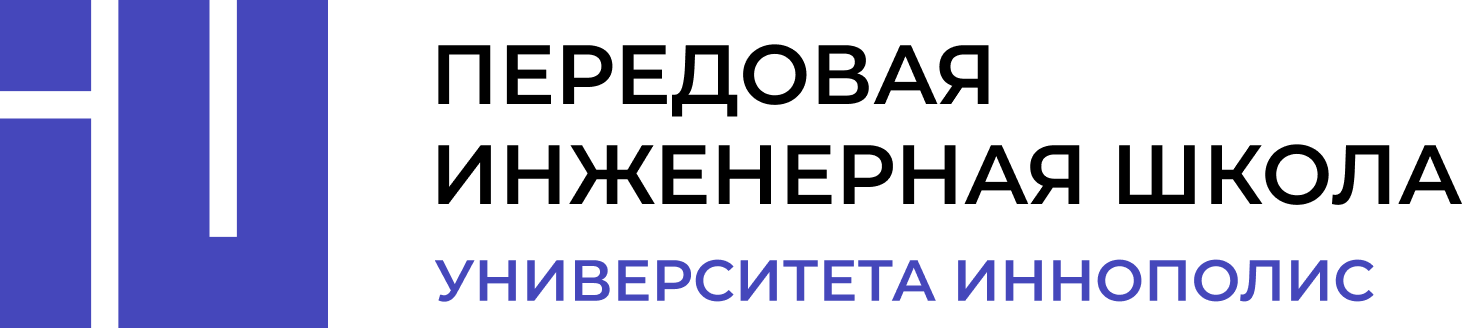 ПЕРЕДОВАЯ
ИНЖЕНЕРНАЯ ШКОЛА
УНИВЕРСИТЕТА ИННОПОЛИС